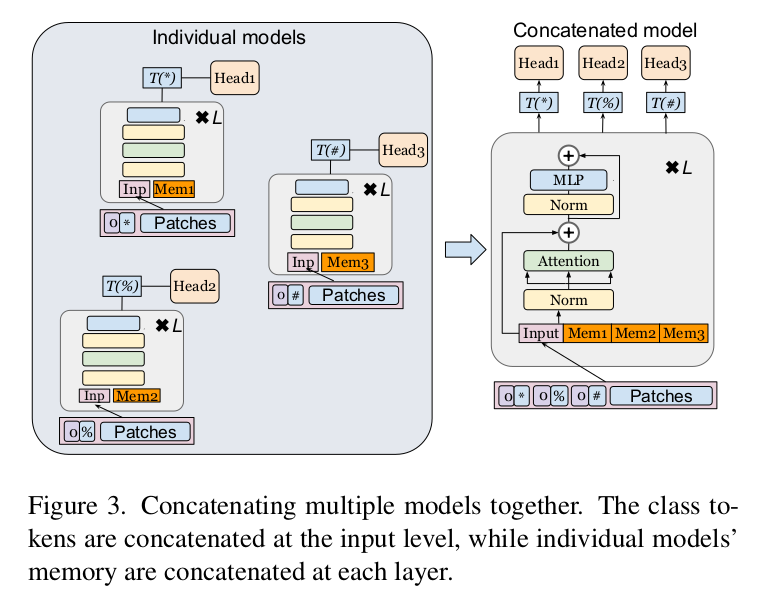 Individual models
Concatenated model
T(*) Head1
✖ L
Inp Mem1
0 * Patches
T(#) Head3
✖ L
Inp Mem3
0 # Patches
T(%) Head2
✖ L
Inp Mem2
0 % Patches
Head1 Head2 Head3
T(*) T(%) T(#)
✖ L
+
MLP
Norm
+
Attention
Norm
Input Mem1 Mem2 Mem3
0 * 0 % 0 # Patches
Figure 3. Concatenating multiple models together. The class to-
kens are concatenated at the input level, while individual models’
memory are concatenated at each layer.